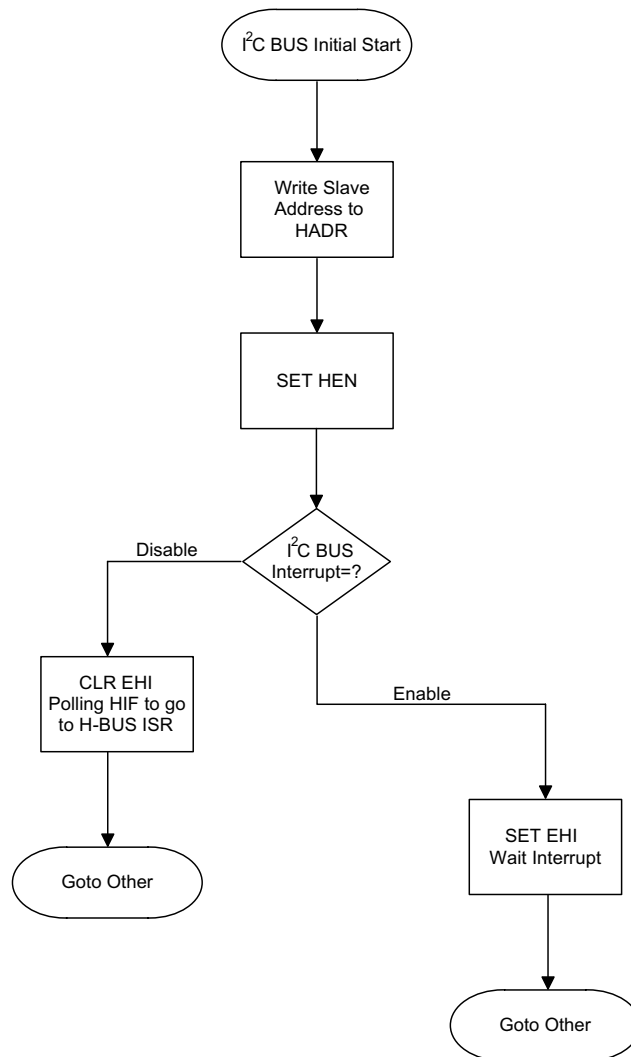 I²C BUS Initial Start
Write Slave
Address to
HADR
SET HEN
I²C BUS
Interrupt=?
Disable
CLR EHI
Polling HIF to go
to H-BUS ISR
Goto Other
Enable
SET EHI
Wait Interrupt
Goto Other